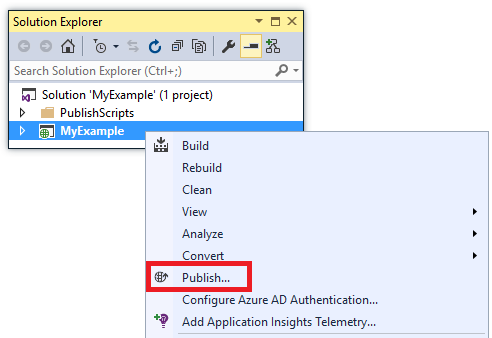 Solution Explorer
Search Solution Explorer (Ctrl+;)
Solution 'MyExample' (1 project)
PublishScripts
MyExample
Build
Rebuild
Clean
View
Analyze
Convert
Publish...
Configure Azure AD Authentication...
Add Application Insights Telemetry...